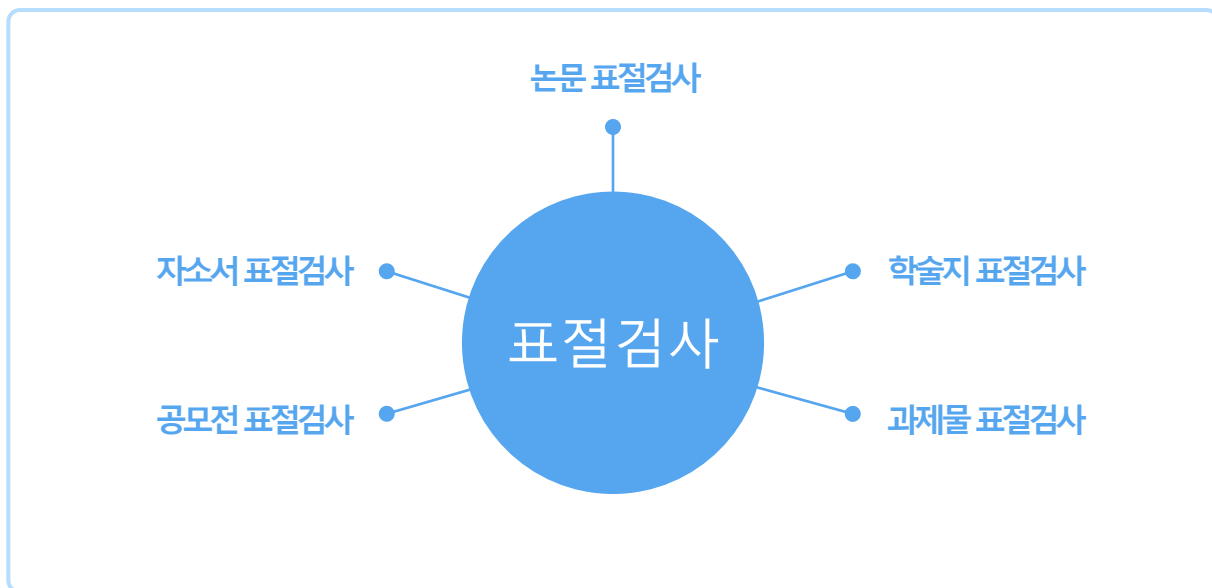 논문 표절검사
자소서 표절검사
학술지 표절검사
표절검사
공모전 표절검사
과제물 표절검사